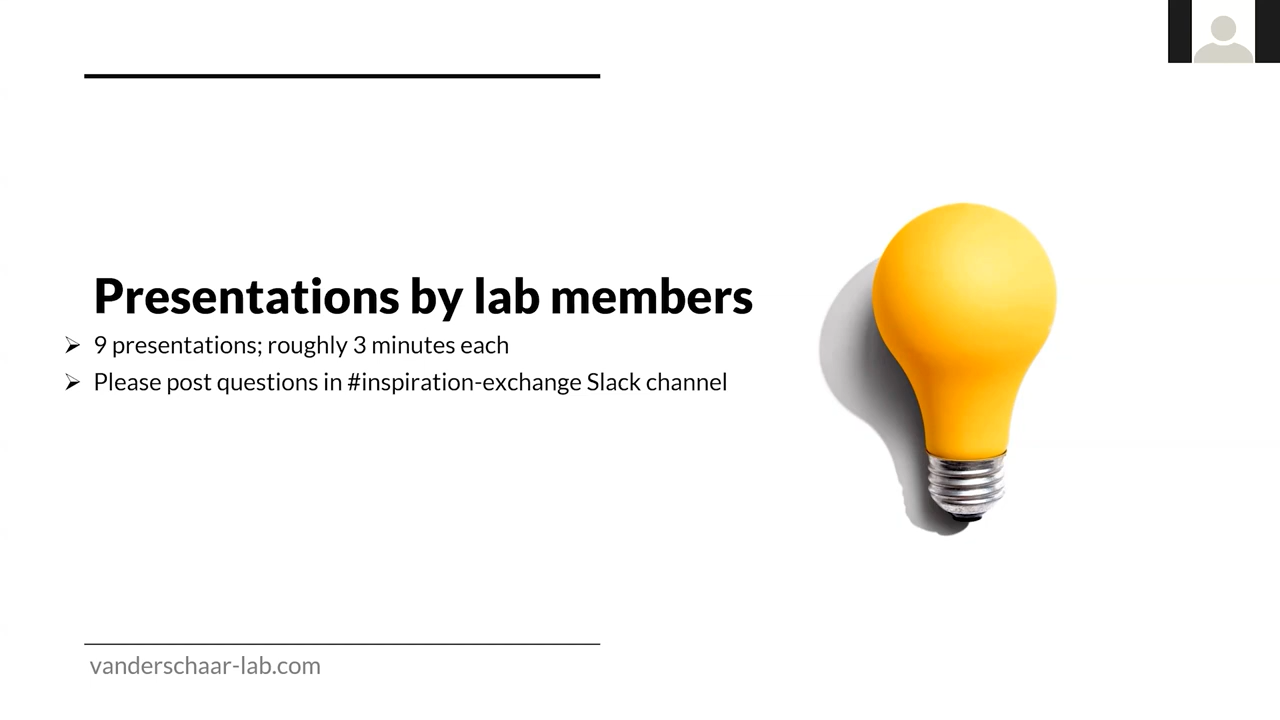 Presentations by lab members
➢ 9 presentations; roughly 3 minutes each
➢ Please post questions in #inspiration-exchange Slack channel
vanderschaar-lab.com